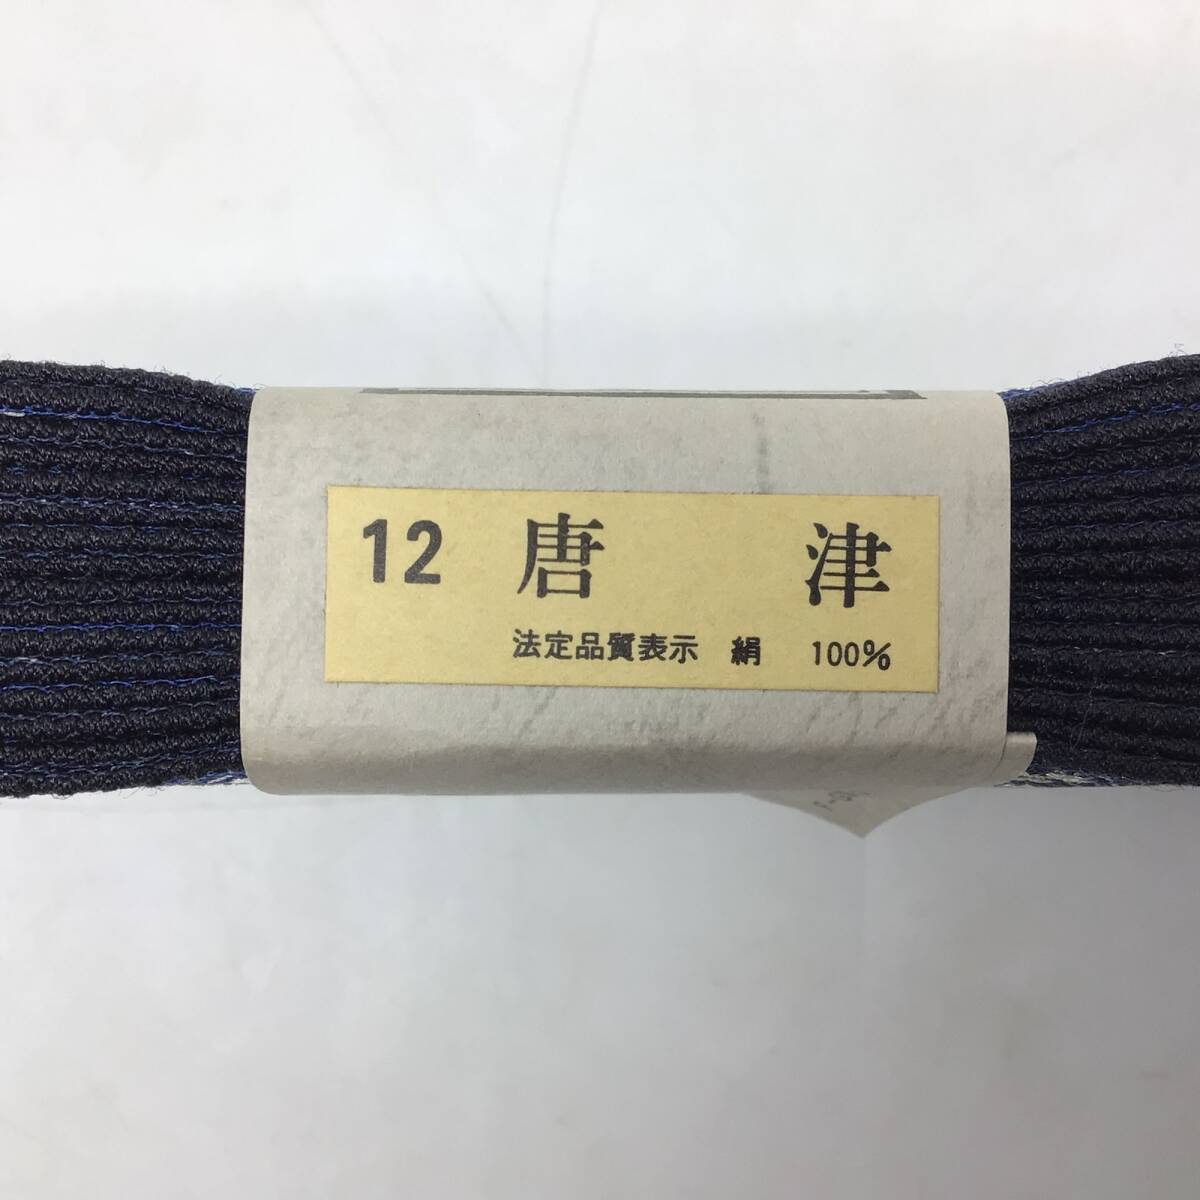 12 唐 津
法定品質表示 絹 100%